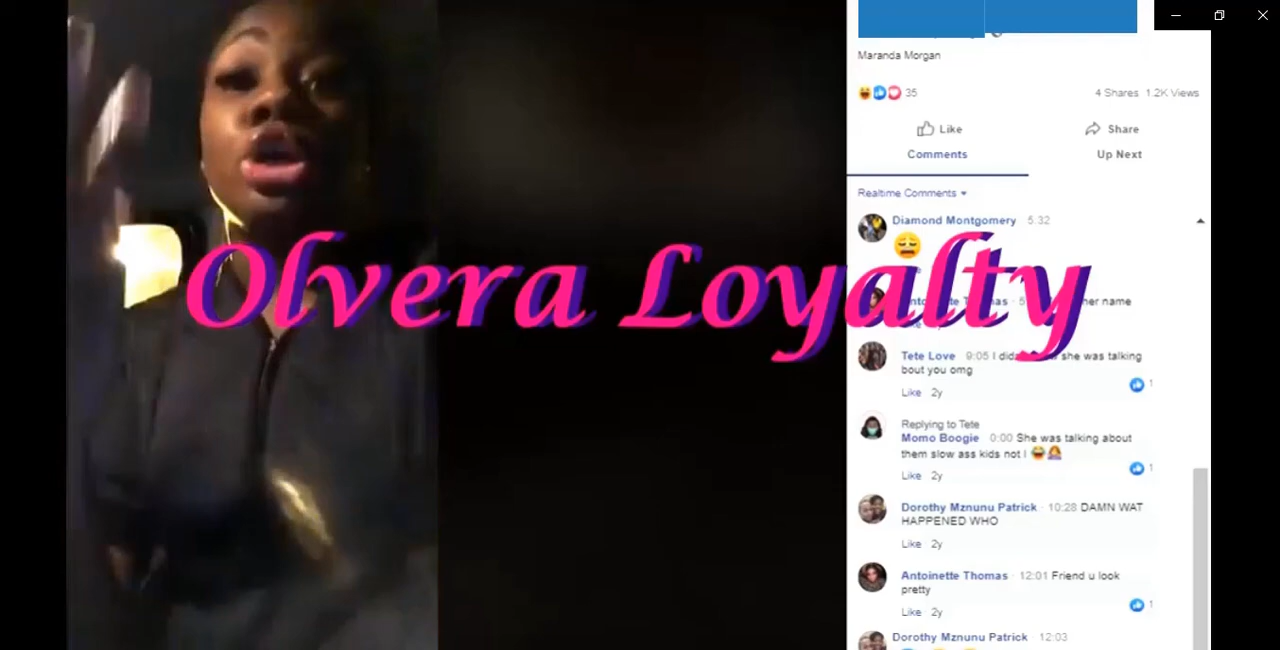 Maranda Morgan
35
4 Shares 1.2K Views
Like
Share
Comments
Up Next
Realtime Comments
Diamond Montgomery 5:32
Olvera Loyalty
her name
Tete Love 9:05 I she was talking
bout you omg
1
Like 2y
Replying to Tete
Momo Boogie 0:00 She was talking about
them slow ass kids not I
1
Like 2y
Dorothy Mznunu Patrick · 10:28 DAMN WAT
HAPPENED WHO
Like 2y
Antoinette Thomas · 12:01 Friend u look
pretty
1
Like 2y
Dorothy Mznunu Patrick · 12:03